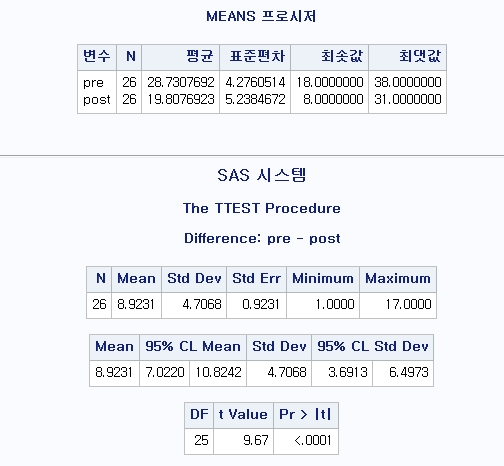 MEANS 프로시저
변수 N 평균 표준편차 최솟값 최댓값
pre 26 28.7307692 4.2760514 18.0000000 38.0000000
post 26 19.8076923 5.2384672 8.0000000 31.0000000
SAS 시스템
The TTEST Procedure
Difference: pre - post
N Mean Std Dev Std Err Minimum Maximum
26 8.9231 4.7068 0.9231 1.0000 17.0000
Mean 95% CL Mean Std Dev 95% CL Std Dev
8.9231 7.0220 10.8242 4.7068 3.6913 6.4973
DF t Value Pr > |t|
25 9.67 <.0001